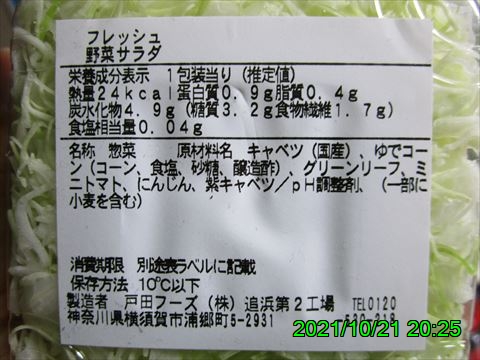 フレッシュ
野菜サラダ
栄養成分表示　1包装当り（推定値）
熱量24kcal蛋白質0.9g脂質0.4g
炭水化物4.9g（糖質3.2g食物繊維1.7g）
食塩相当量0.04g
名称　惣菜　　原材料名　キャベツ（国産）、ゆでコー
ン（コーン、食塩、砂糖、醸造酢）、グリーンリーフ、ミ
ニトマト、にんじん、紫キャベツ／pH調整剤、（一部に
小麦を含む）
消費期限　別途表ラベルに記載
保存方法　10℃以下
製造者　戸田フーズ（株）追浜第2工場　TEL0120
神奈川県横須賀市浦郷町5-2931
2021/10/21 20:25